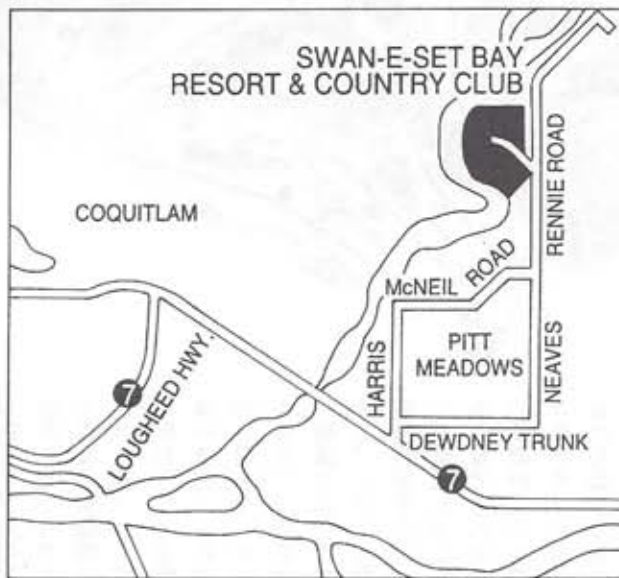 SWAN-E-SET BAY
RESORT & COUNTRY CLUB
COQUITLAM
RENNIE ROAD
McNEIL ROAD
HARRIS
PITT
MEADOWS
NEAVES
7
LOUGHEED HWY.
DEWDNEY TRUNK
7